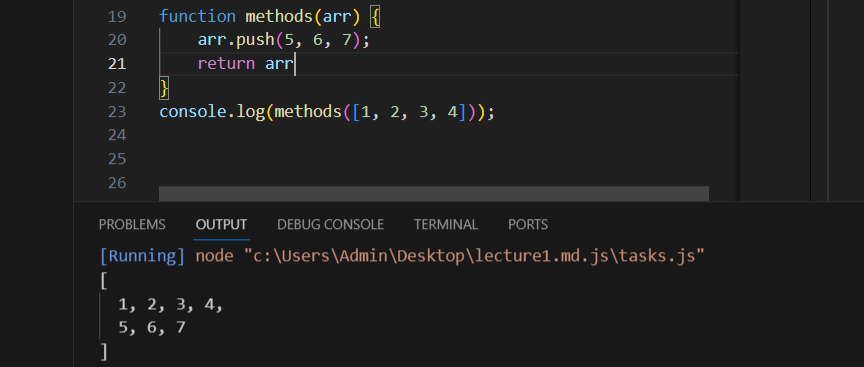 19 function methods(arr) {
20     arr.push(5, 6, 7);
21     return arr
22 }
23 console.log(methods([1, 2, 3, 4]));
24
25
26
PROBLEMS OUTPUT DEBUG CONSOLE TERMINAL PORTS
[Running] node "c:\Users\Admin\Desktop\lecture1.md.js\tasks.js"
[
  1, 2, 3, 4,
  5, 6, 7
]